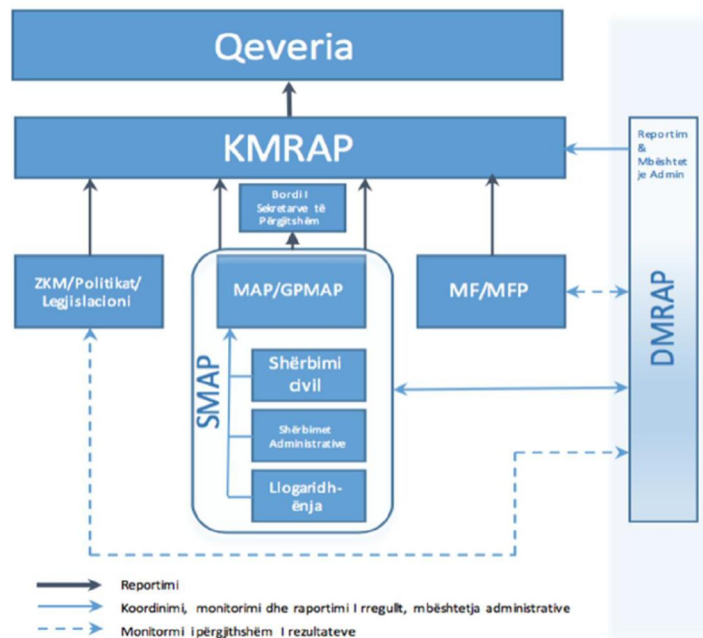 Qeveria
KMRAP
Reportim
&
Mbështet
je Admin
Bordi I
Sekretarve të
Përgjitshëm
ZKM/Politikat/
Legjislacioni
MAP/GPMAP
MF/MFP
DMRAP
SMAP
Shërbimi
civil
Shërbimet
Administrative
Llogaridh-
ënja
Reportimi
Koordinimi, monitorimi dhe raportimi I rregullt, mbështetja administrative
Monitormi i përgjithshëm I rezultateve